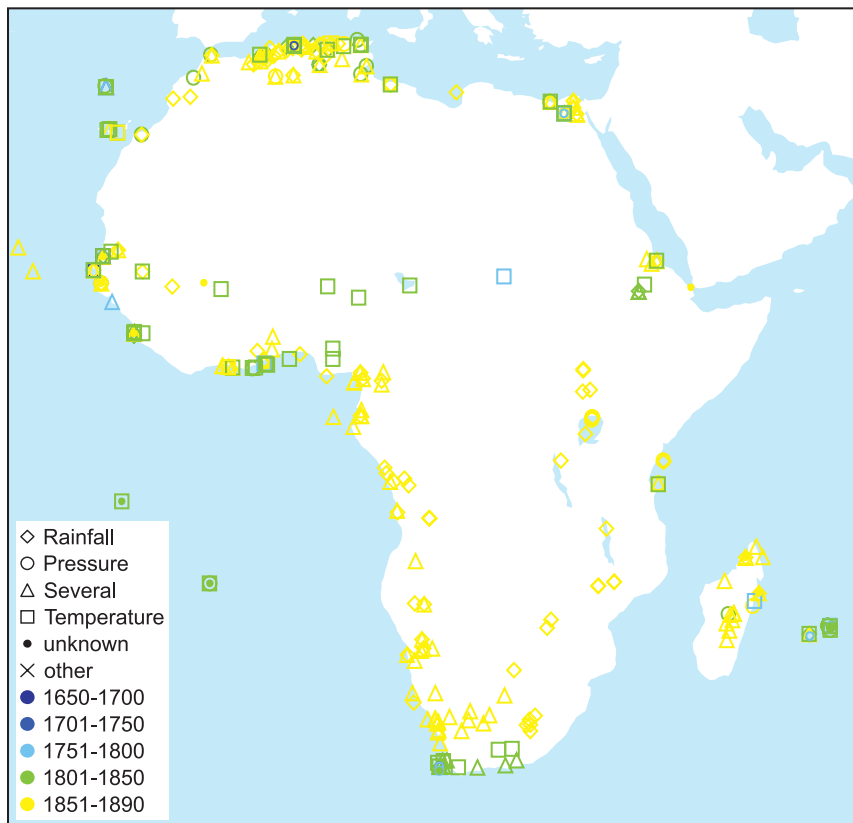 Rainfall
Pressure
Several
Temperature
unknown
other
1650-1700
1701-1750
1751-1800
1801-1850
1851-1890